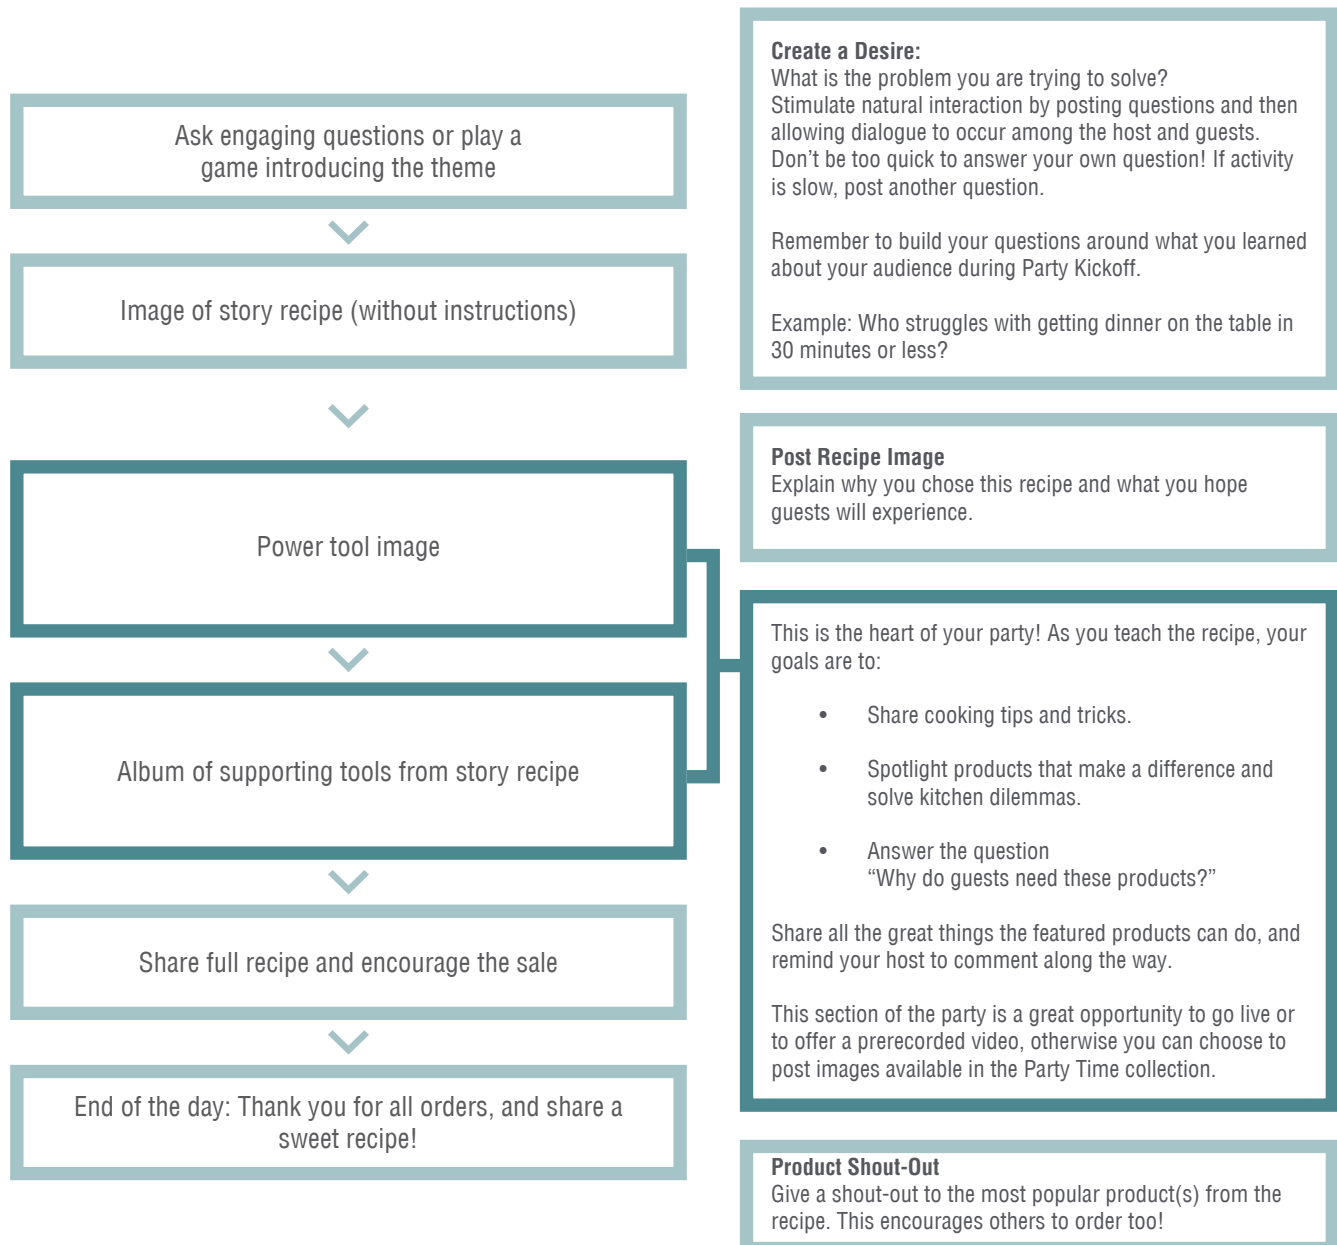 Ask engaging questions or play a
game introducing the theme
Image of story recipe (without instructions)
Power tool image
Album of supporting tools from story recipe
Share full recipe and encourage the sale
End of the day: Thank you for all orders, and share a
sweet recipe!
Create a Desire:
What is the problem you are trying to solve?
Stimulate natural interaction by posting questions and then
allowing dialogue to occur among the host and guests.
Don’t be too quick to answer your own question! If activity
is slow, post another question.
Remember to build your questions around what you learned
about your audience during Party Kickoff.
Example: Who struggles with getting dinner on the table in
30 minutes or less?
Post Recipe Image
Explain why you chose this recipe and what you hope
guests will experience.
This is the heart of your party! As you teach the recipe, your
goals are to:
• Share cooking tips and tricks.
• Spotlight products that make a difference and
solve kitchen dilemmas.
• Answer the question
“Why do guests need these products?”
Share all the great things the featured products can do, and
remind your host to comment along the way.
This section of the party is a great opportunity to go live or
to offer a prerecorded video, otherwise you can choose to
post images available in the Party Time collection.
Product Shout-Out
Give a shout-out to the most popular product(s) from the
recipe. This encourages others to order too!